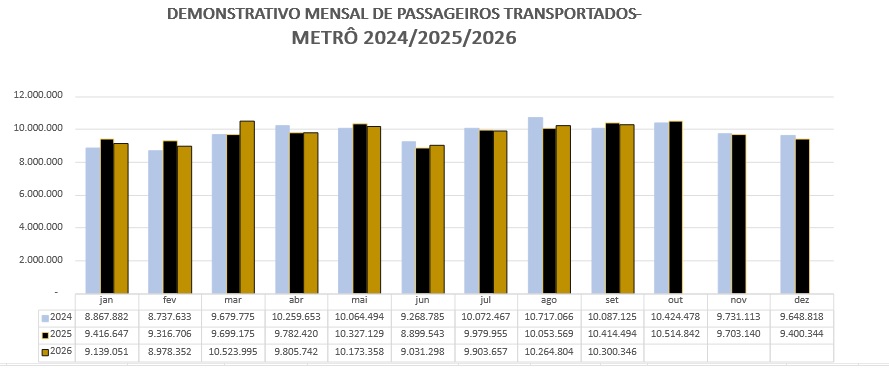 DEMONSTRATIVO MENSAL DE PASSAGEIROS TRANSPORTADOS-
METRÔ 2024/2025/2026
12.000.000
10.000.000
8.000.000
6.000.000
4.000.000
2.000.000
-
jan fev mar abr mai jun jul ago set out nov dez
2024 8.867.882 8.737.633 9.679.775 10.259.653 10.064.494 9.268.785 10.072.467 10.717.066 10.087.125 10.424.478 9.731.113 9.648.818
2025 9.416.647 9.316.706 9.699.175 9.782.420 10.327.129 8.899.543 9.979.955 10.053.569 10.414.494 10.514.842 9.703.140 9.400.344
2026 9.139.051 8.978.352 10.523.995 9.805.742 10.173.358 9.031.298 9.903.657 10.264.804 10.300.346